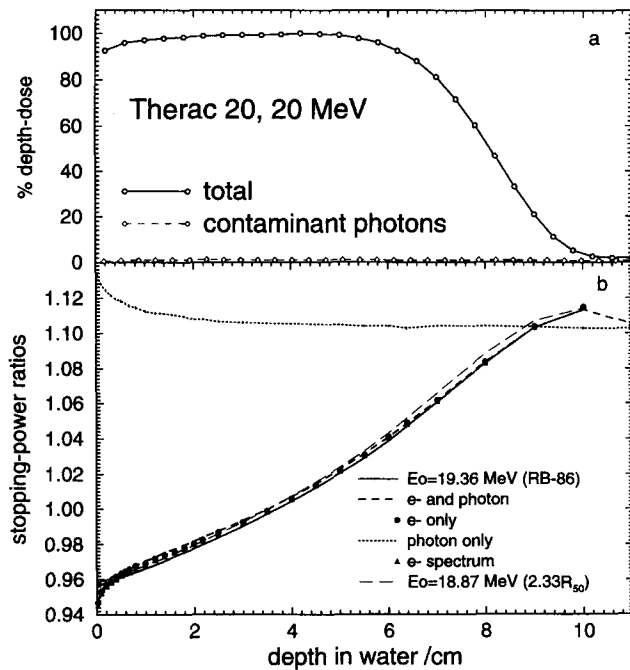 a
100
80
60
40
20
0
% depth-dose
Therac 20, 20 MeV
total
contaminant photons
b
1.12
1.10
1.08
1.06
1.04
1.02
1.00
0.98
0.96
0.94
stopping-power ratios
Eo=19.36 MeV (RB-86)
e- and photon
e- only
photon only
e- spectrum
Eo=18.87 MeV (2.33R50)
0 2 4 6 8 10
depth in water /cm